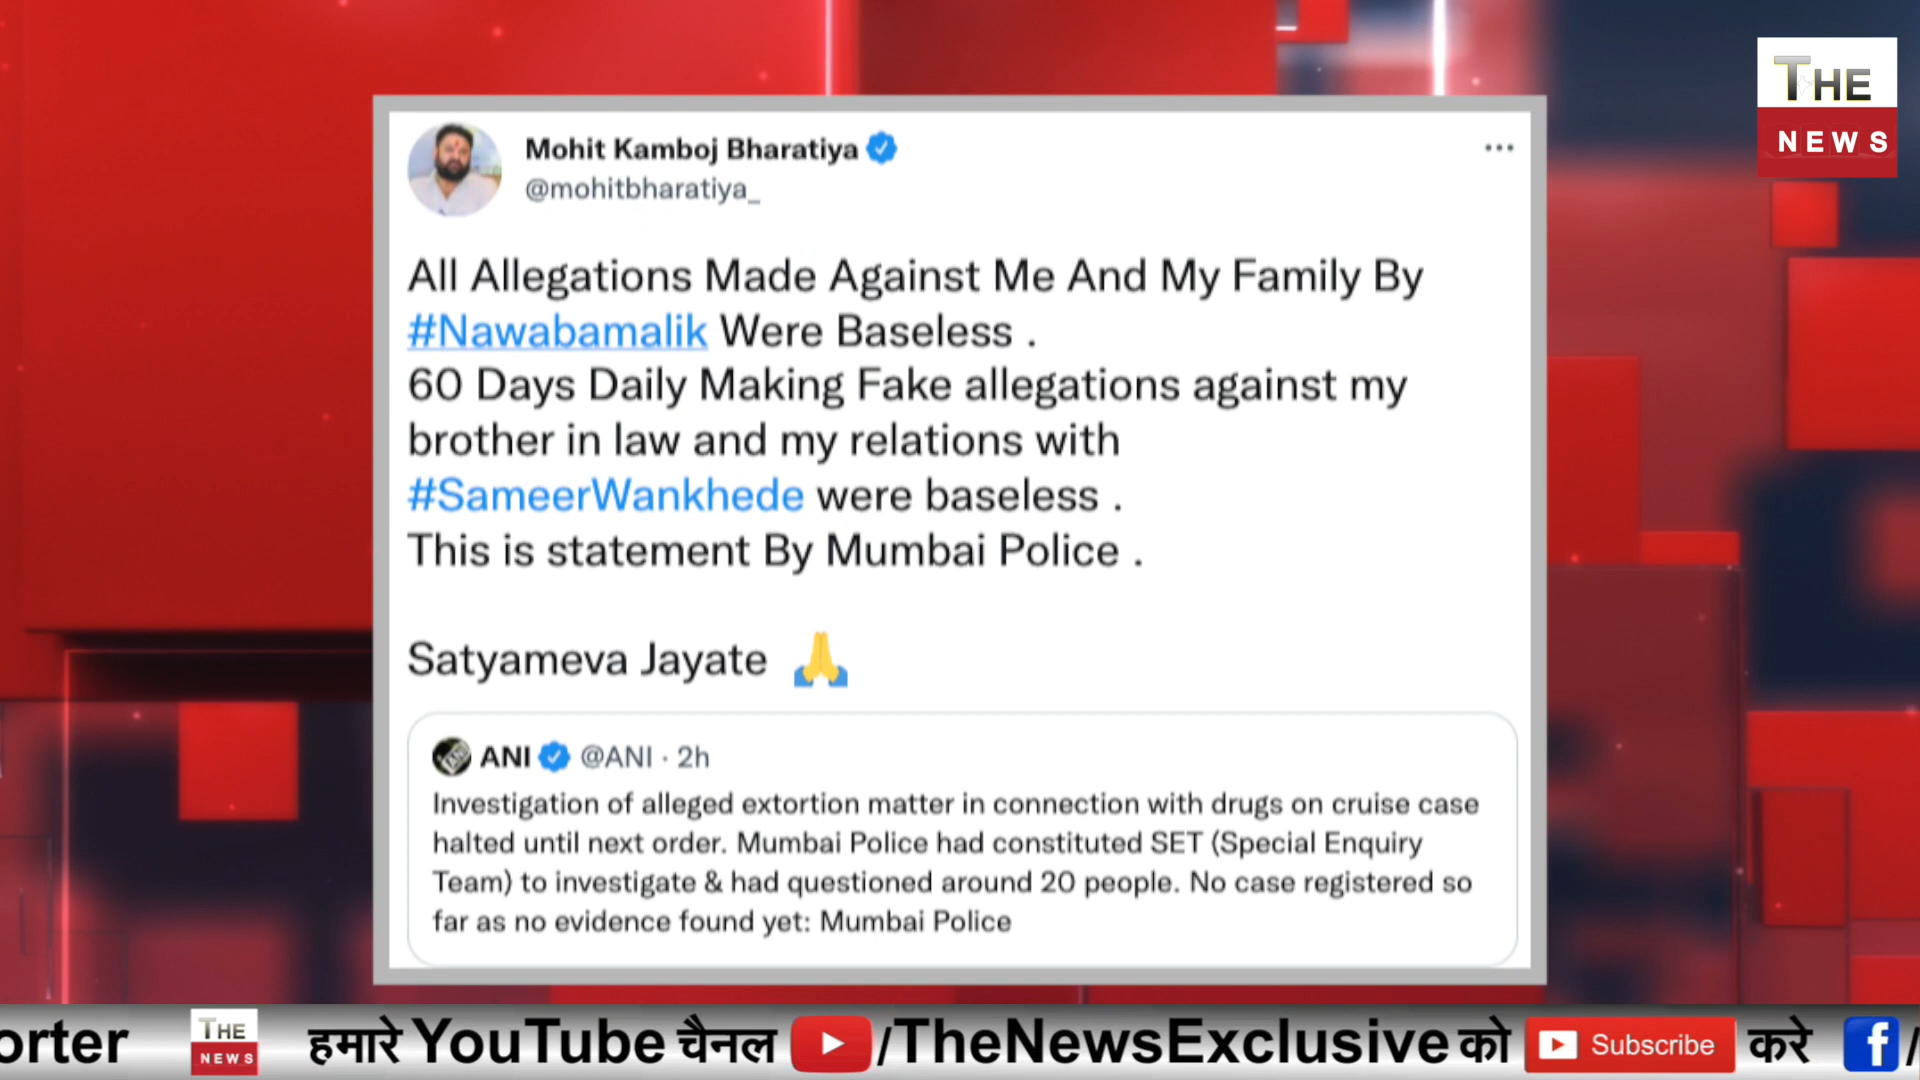 THE
NEWS
Mohit Kamboj Bharatiya
@mohitbharatiya_
All Allegations Made Against Me And My Family By
#Nawabamalik Were Baseless .
60 Days Daily Making Fake allegations against my
brother in law and my relations with
#SameerWankhede were baseless .
This is statement By Mumbai Police .
Satyameva Jayate 🙏
ANI @ANI · 2h
Investigation of alleged extortion matter in connection with drugs on cruise case
halted until next order. Mumbai Police had constituted SET (Special Enquiry
Team) to investigate & had questioned around 20 people. No case registered so
far as no evidence found yet: Mumbai Police
orter THE NEWS हमारे YouTube चैनल /TheNewsExclusive को Subscribe करे f /